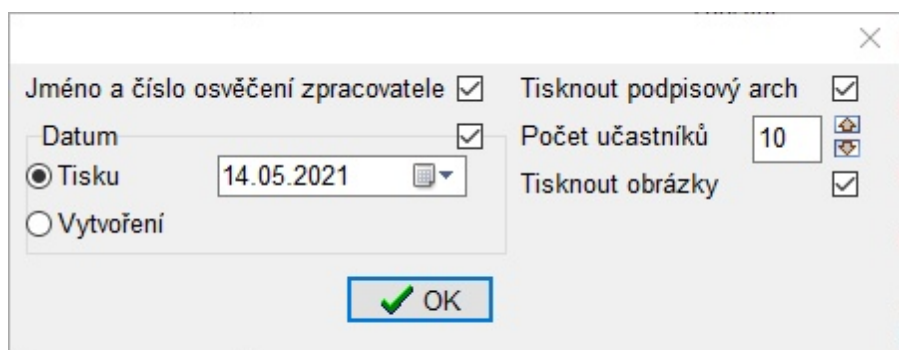 Jméno a číslo osvěčení zpracovatele
Datum
Tisku 14.05.2021
Vytvoření
Tisknout podpisový arch
Počet učastníků 10
Tisknout obrázky
OK